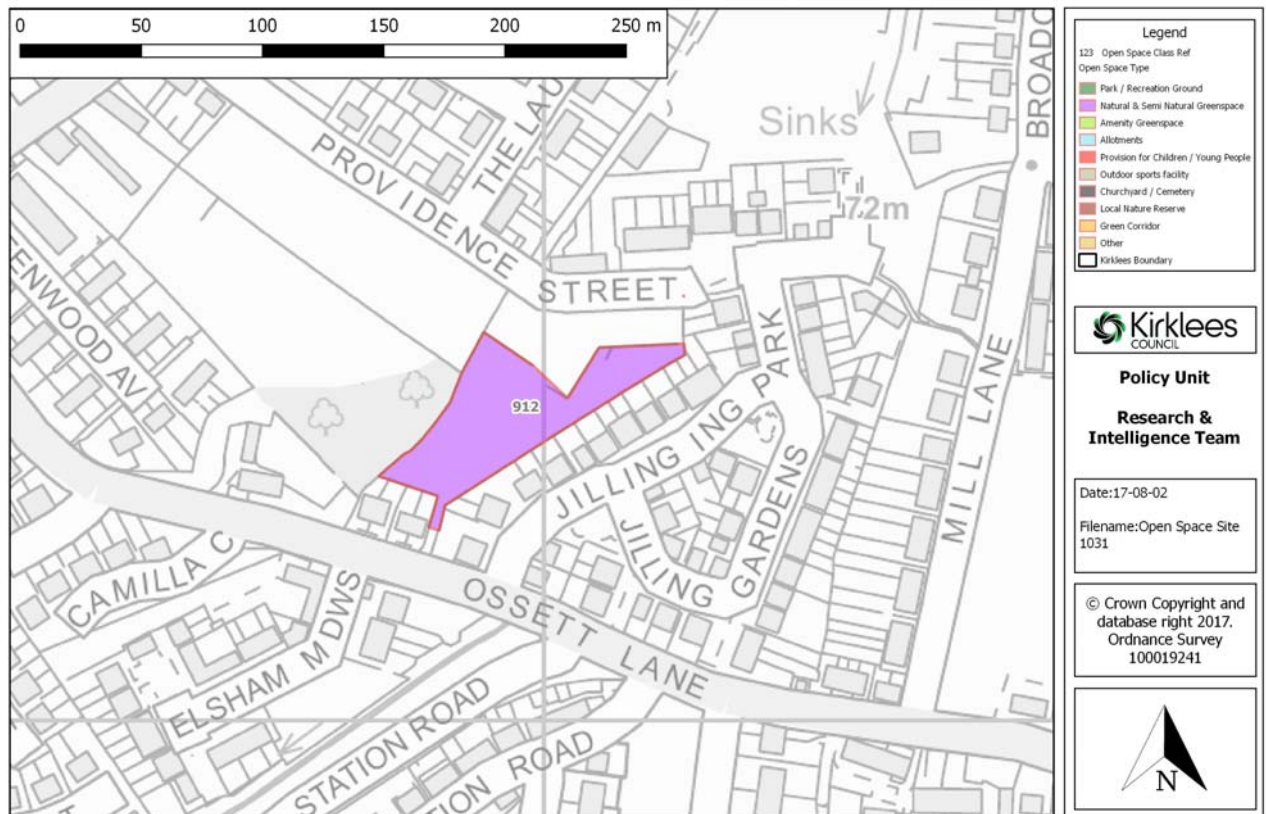 0 50 100 150 200 250 m
THE LAU
BROADC
Sinks
PROVIDENCE
STREET
72m
ENWOOD AV
912
JILLING ING PARK
MILL LANE
JILLING
GARDENS
CAMILLA C
OSSETT LANE
ELSHAM MDWS
STATION ROAD
TION ROAD
Legend
123 Open Space Class Ref
Open Space Type
Park / Recreation Ground
Natural & Semi Natural Greenspace
Amenity Greenspace
Allotments
Provision for Children / Young People
Outdoor sports facility
Churchyard / Cemetery
Local Nature Reserve
Green Corridor
Other
Kirklees Boundary
Kirklees
COUNCIL
Policy Unit
Research &
Intelligence Team
Date:17-08-02
Filename:Open Space Site
1031
© Crown Copyright and
database right 2017.
Ordnance Survey
100019241
N